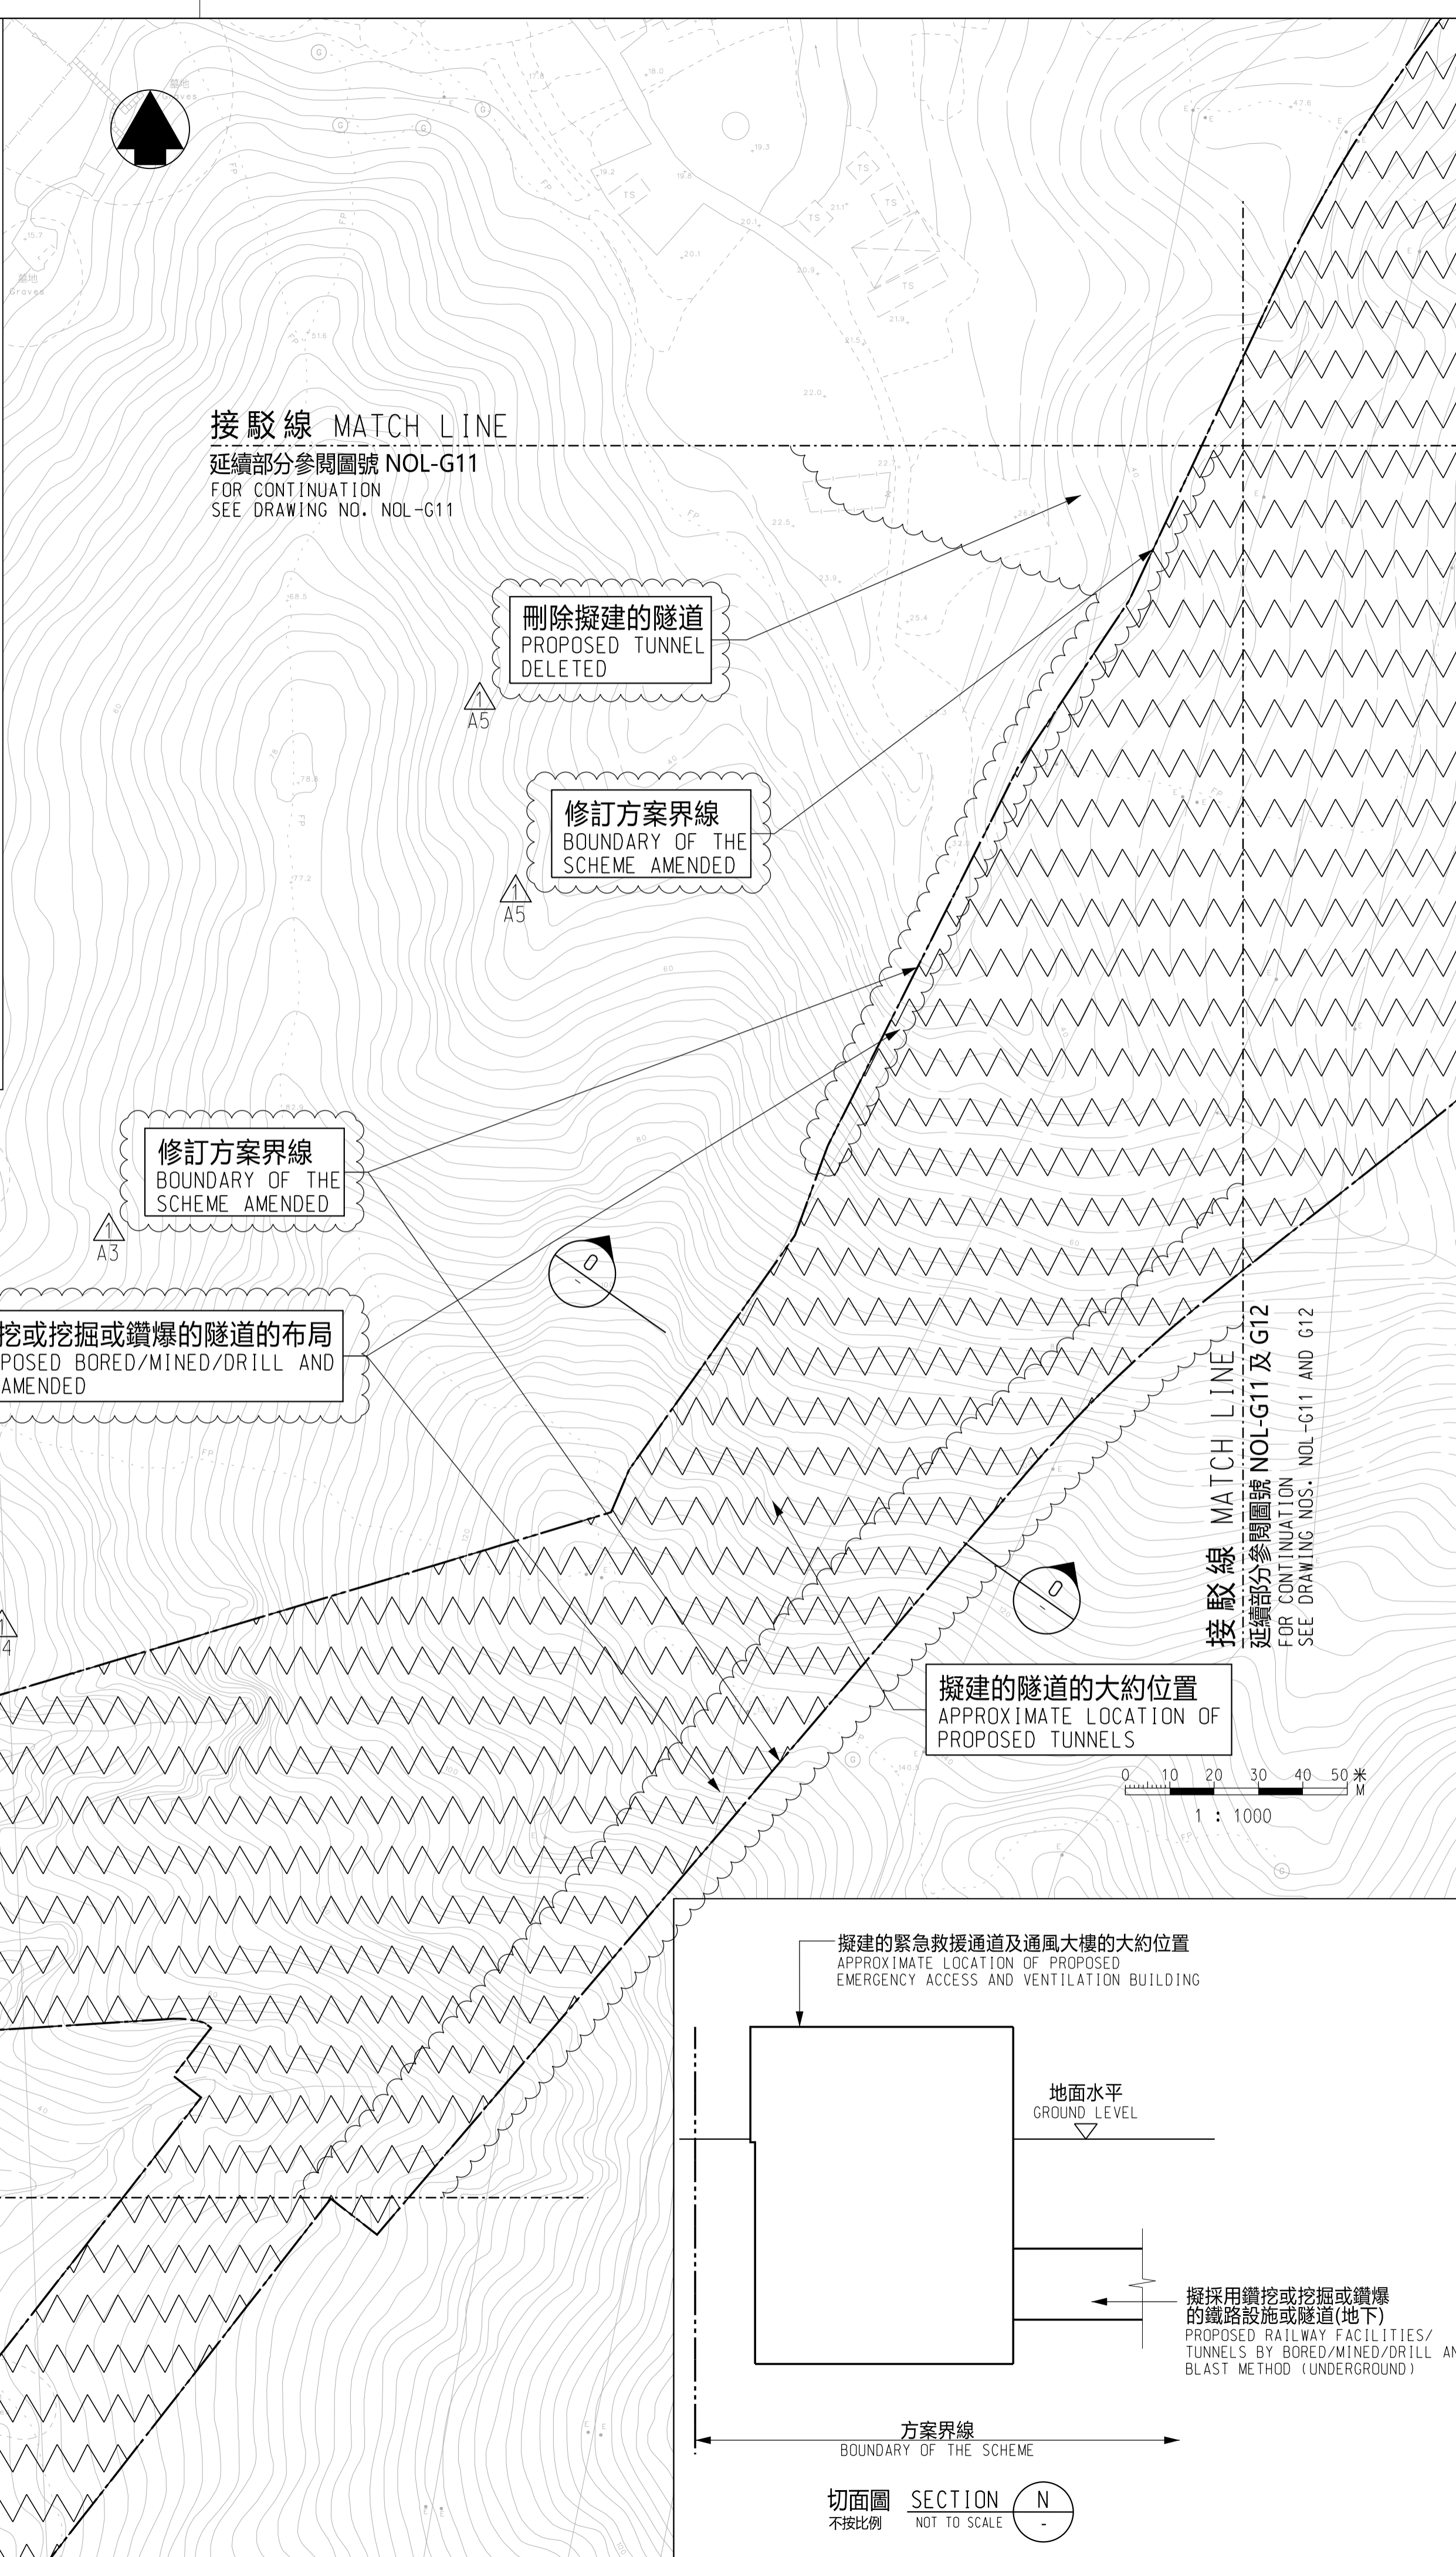 墓地
Graves
墓地
Graves
接駁線 MATCH LINE
延續部分參閱圖號 NOL-G11
FOR CONTINUATION
SEE DRAWING NO. NOL-G11
刪除擬建的隧道
PROPOSED TUNNEL
DELETED
1
A5
修訂方案界線
BOUNDARY OF THE
SCHEME AMENDED
1
A5
修訂方案界線
BOUNDARY OF THE
SCHEME AMENDED
1
A3
挖或挖掘或鑽爆的隧道的布局
POSED BORED/MINED/DRILL AND
AMENDED
接駁線 MATCH LINE
延續部分參閱圖號 NOL-G11 及 G12
FOR CONTINUATION
SEE DRAWING NOS. NOL-G11 AND G12
擬建的隧道的大約位置
APPROXIMATE LOCATION OF
PROPOSED TUNNELS
0 10 20 30 40 50 米
M
1 : 1000
擬建的緊急救援通道及通風大樓的大約位置
APPROXIMATE LOCATION OF PROPOSED
EMERGENCY ACCESS AND VENTILATION BUILDING
地面水平
GROUND LEVEL
擬採用鑽挖或挖掘或鑽爆
的鐵路設施或隧道(地下)
PROPOSED RAILWAY FACILITIES/
TUNNELS BY BORED/MINED/DRILL AN
BLAST METHOD (UNDERGROUND)
方案界線
BOUNDARY OF THE SCHEME
切面圖 SECTION N
不按比例 NOT TO SCALE -